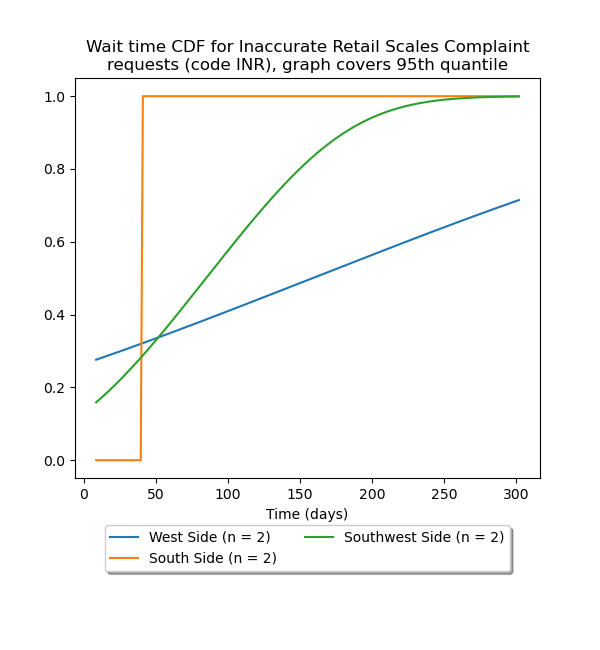 Wait time CDF for Inaccurate Retail Scales Complaint
requests (code INR), graph covers 95th quantile
1.0
0.8
0.6
0.4
0.2
0.0
0 50 100 150 200 250 300
Time (days)
West Side (n = 2) Southwest Side (n = 2)
South Side (n = 2)